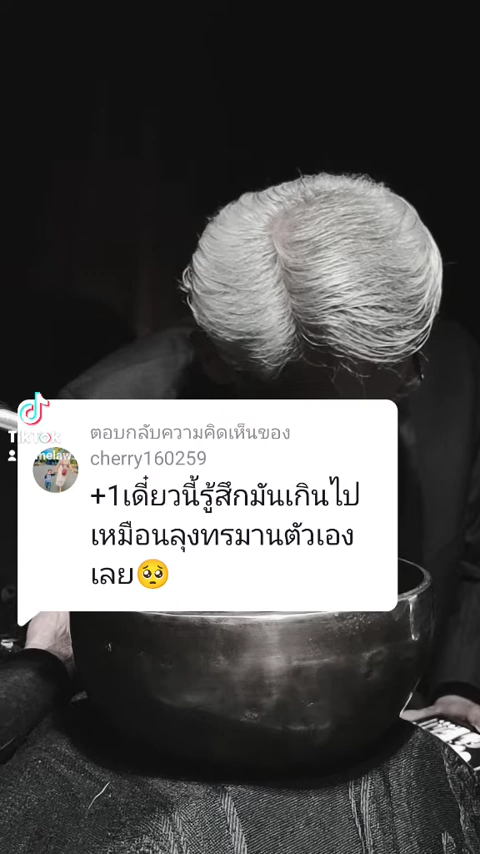 TikTok
ตอบกลับความคิดเห็นของ
cherry160259
+1เดี๋ยวนี้รู้สึกมันเกินไป
เหมือนลุงทรมานตัวเอง
เลย🥺